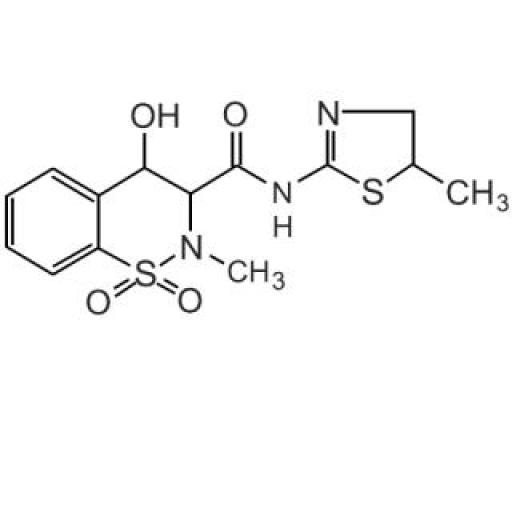 OH O N
N S CH₃
H
N
S CH₃
O O